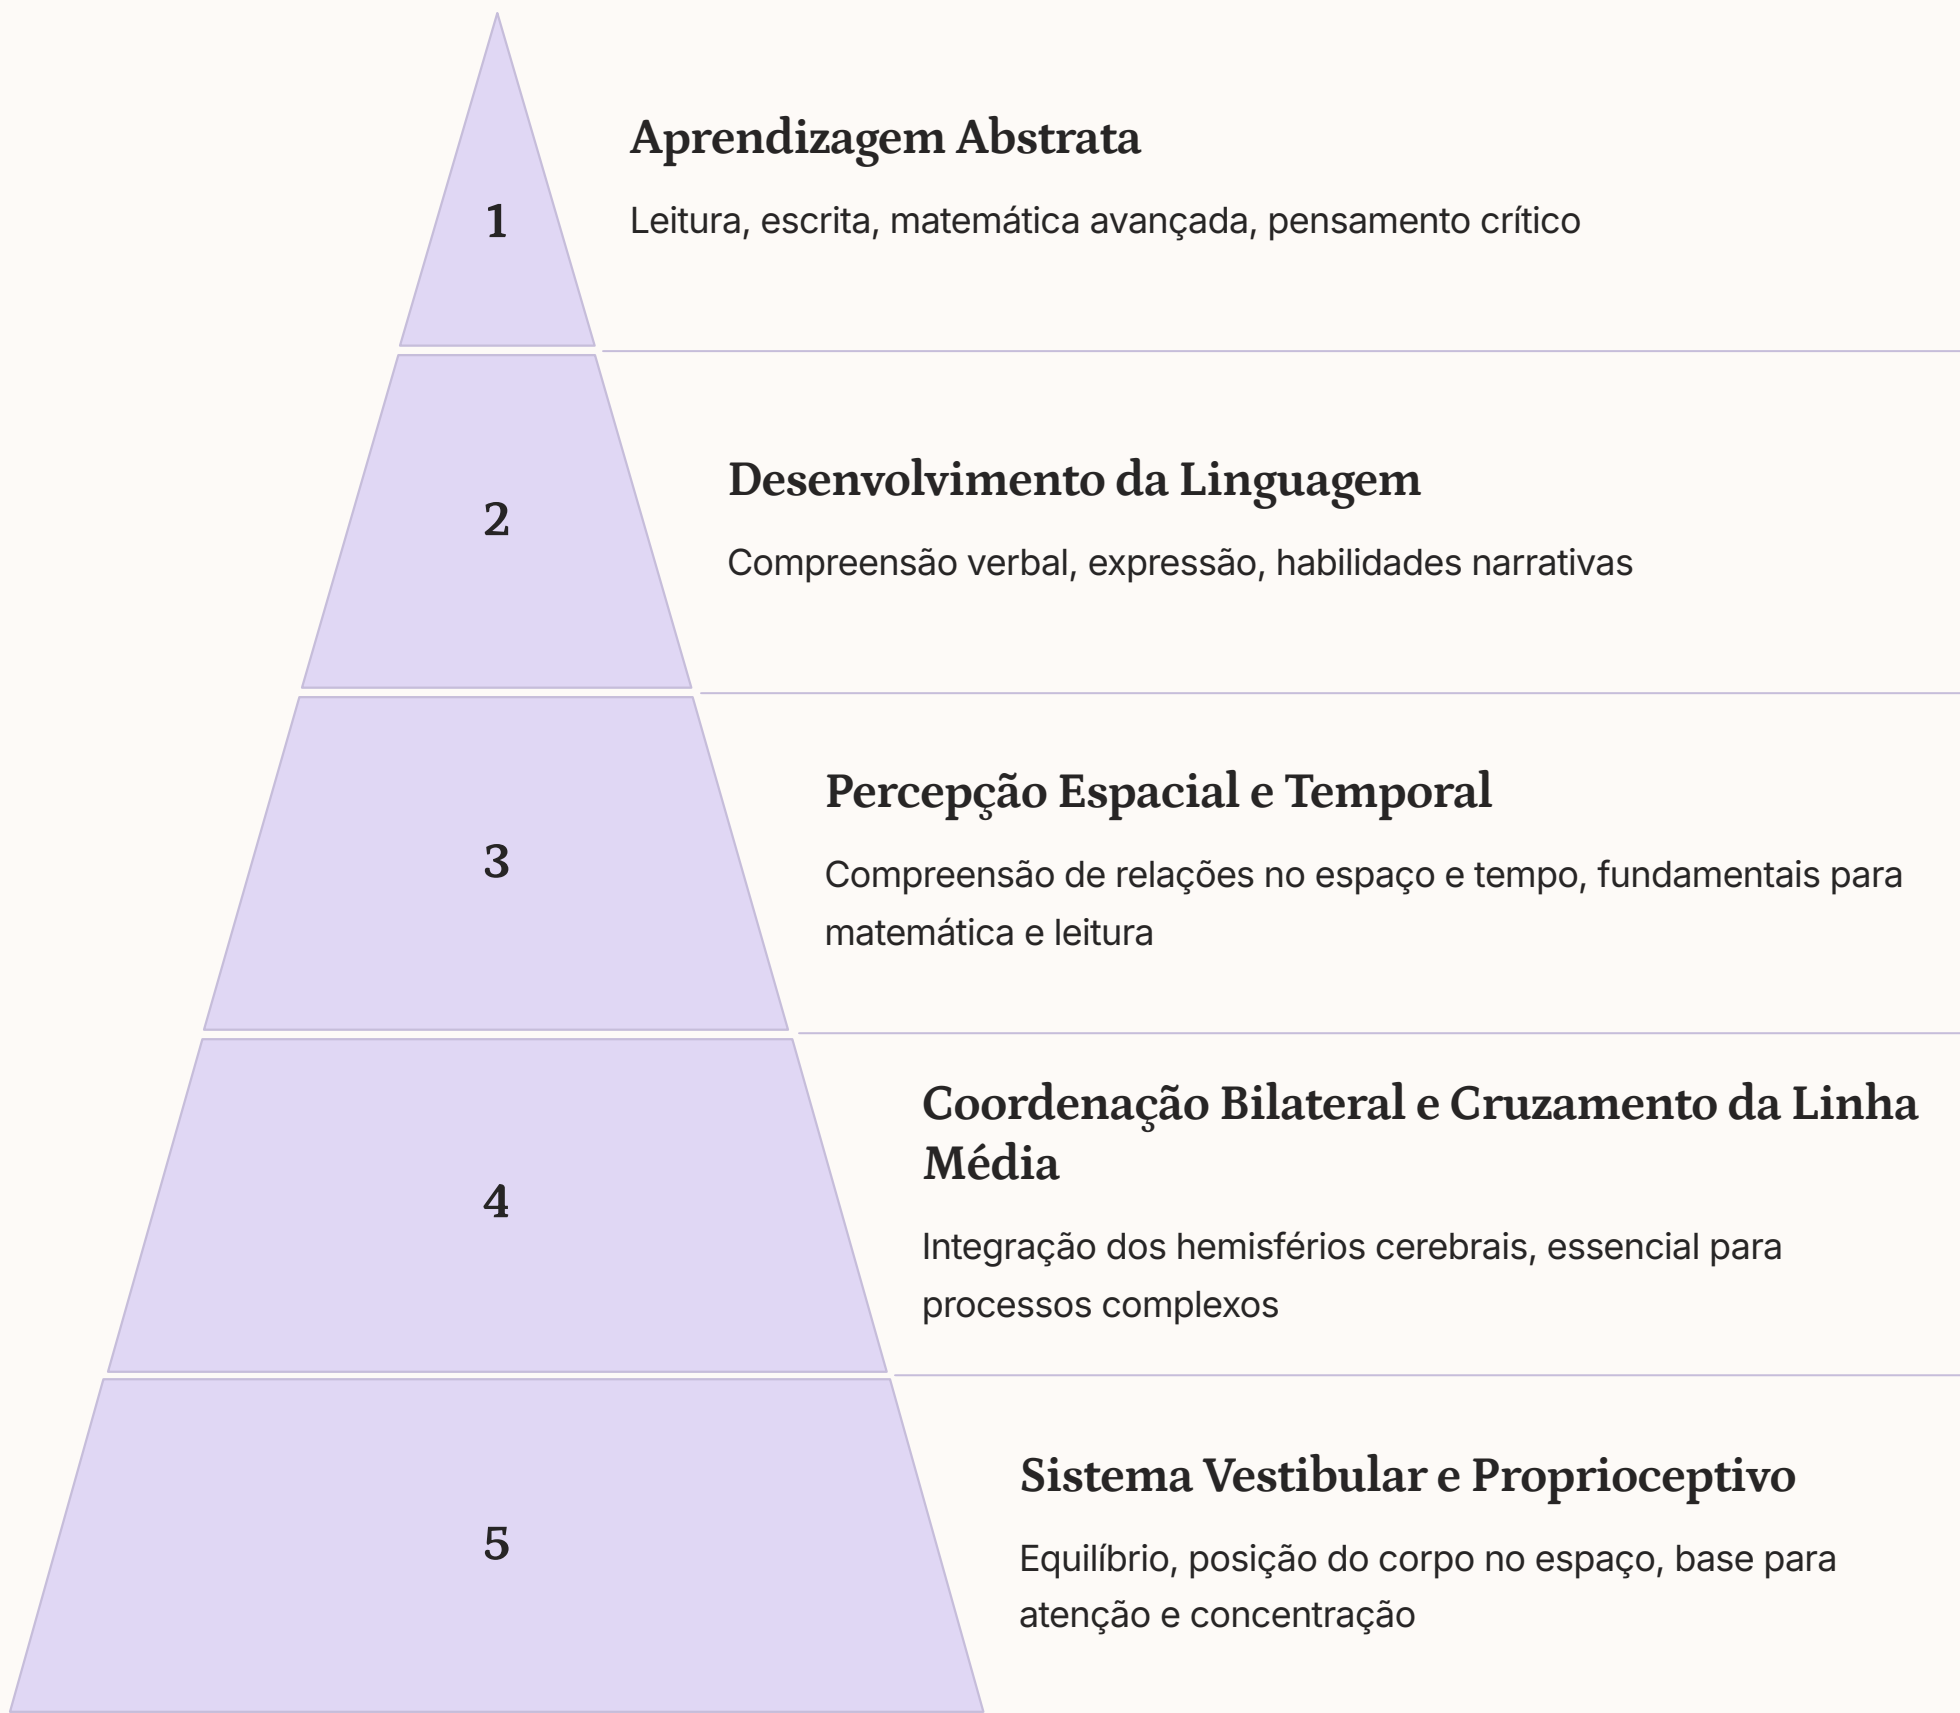 Aprendizagem Abstrata
1
Leitura, escrita, matemática avançada, pensamento crítico
Desenvolvimento da Linguagem
2
Compreensão verbal, expressão, habilidades narrativas
Percepção Espacial e Temporal
3
Compreensão de relações no espaço e tempo, fundamentais para
matemática e leitura
Coordenação Bilateral e Cruzamento da Linha
Média
4
Integração dos hemisférios cerebrais, essencial para
processos complexos
Sistema Vestibular e Proprioceptivo
5
Equilíbrio, posição do corpo no espaço, base para
atenção e concentração